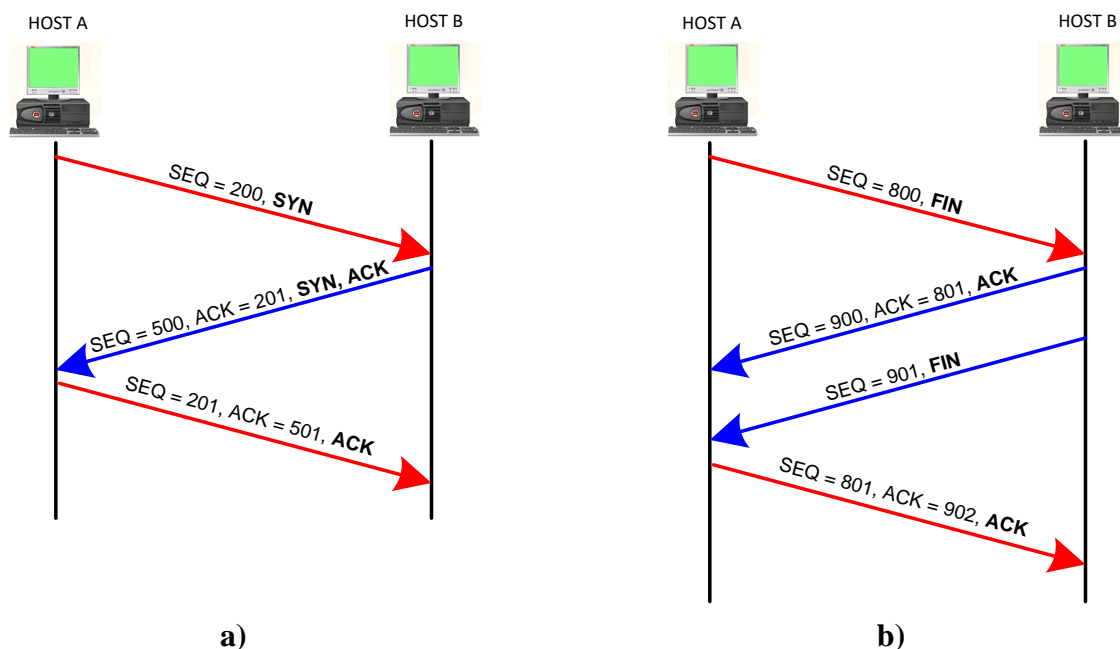 HOST A
HOST B
SEQ = 200, SYN
SEQ = 500, ACK = 201, SYN, ACK
SEQ = 201, ACK = 501, ACK
a)
HOST A
HOST B
SEQ = 800, FIN
SEQ = 900, ACK = 801, ACK
SEQ = 901, FIN
SEQ = 801, ACK = 902, ACK
b)